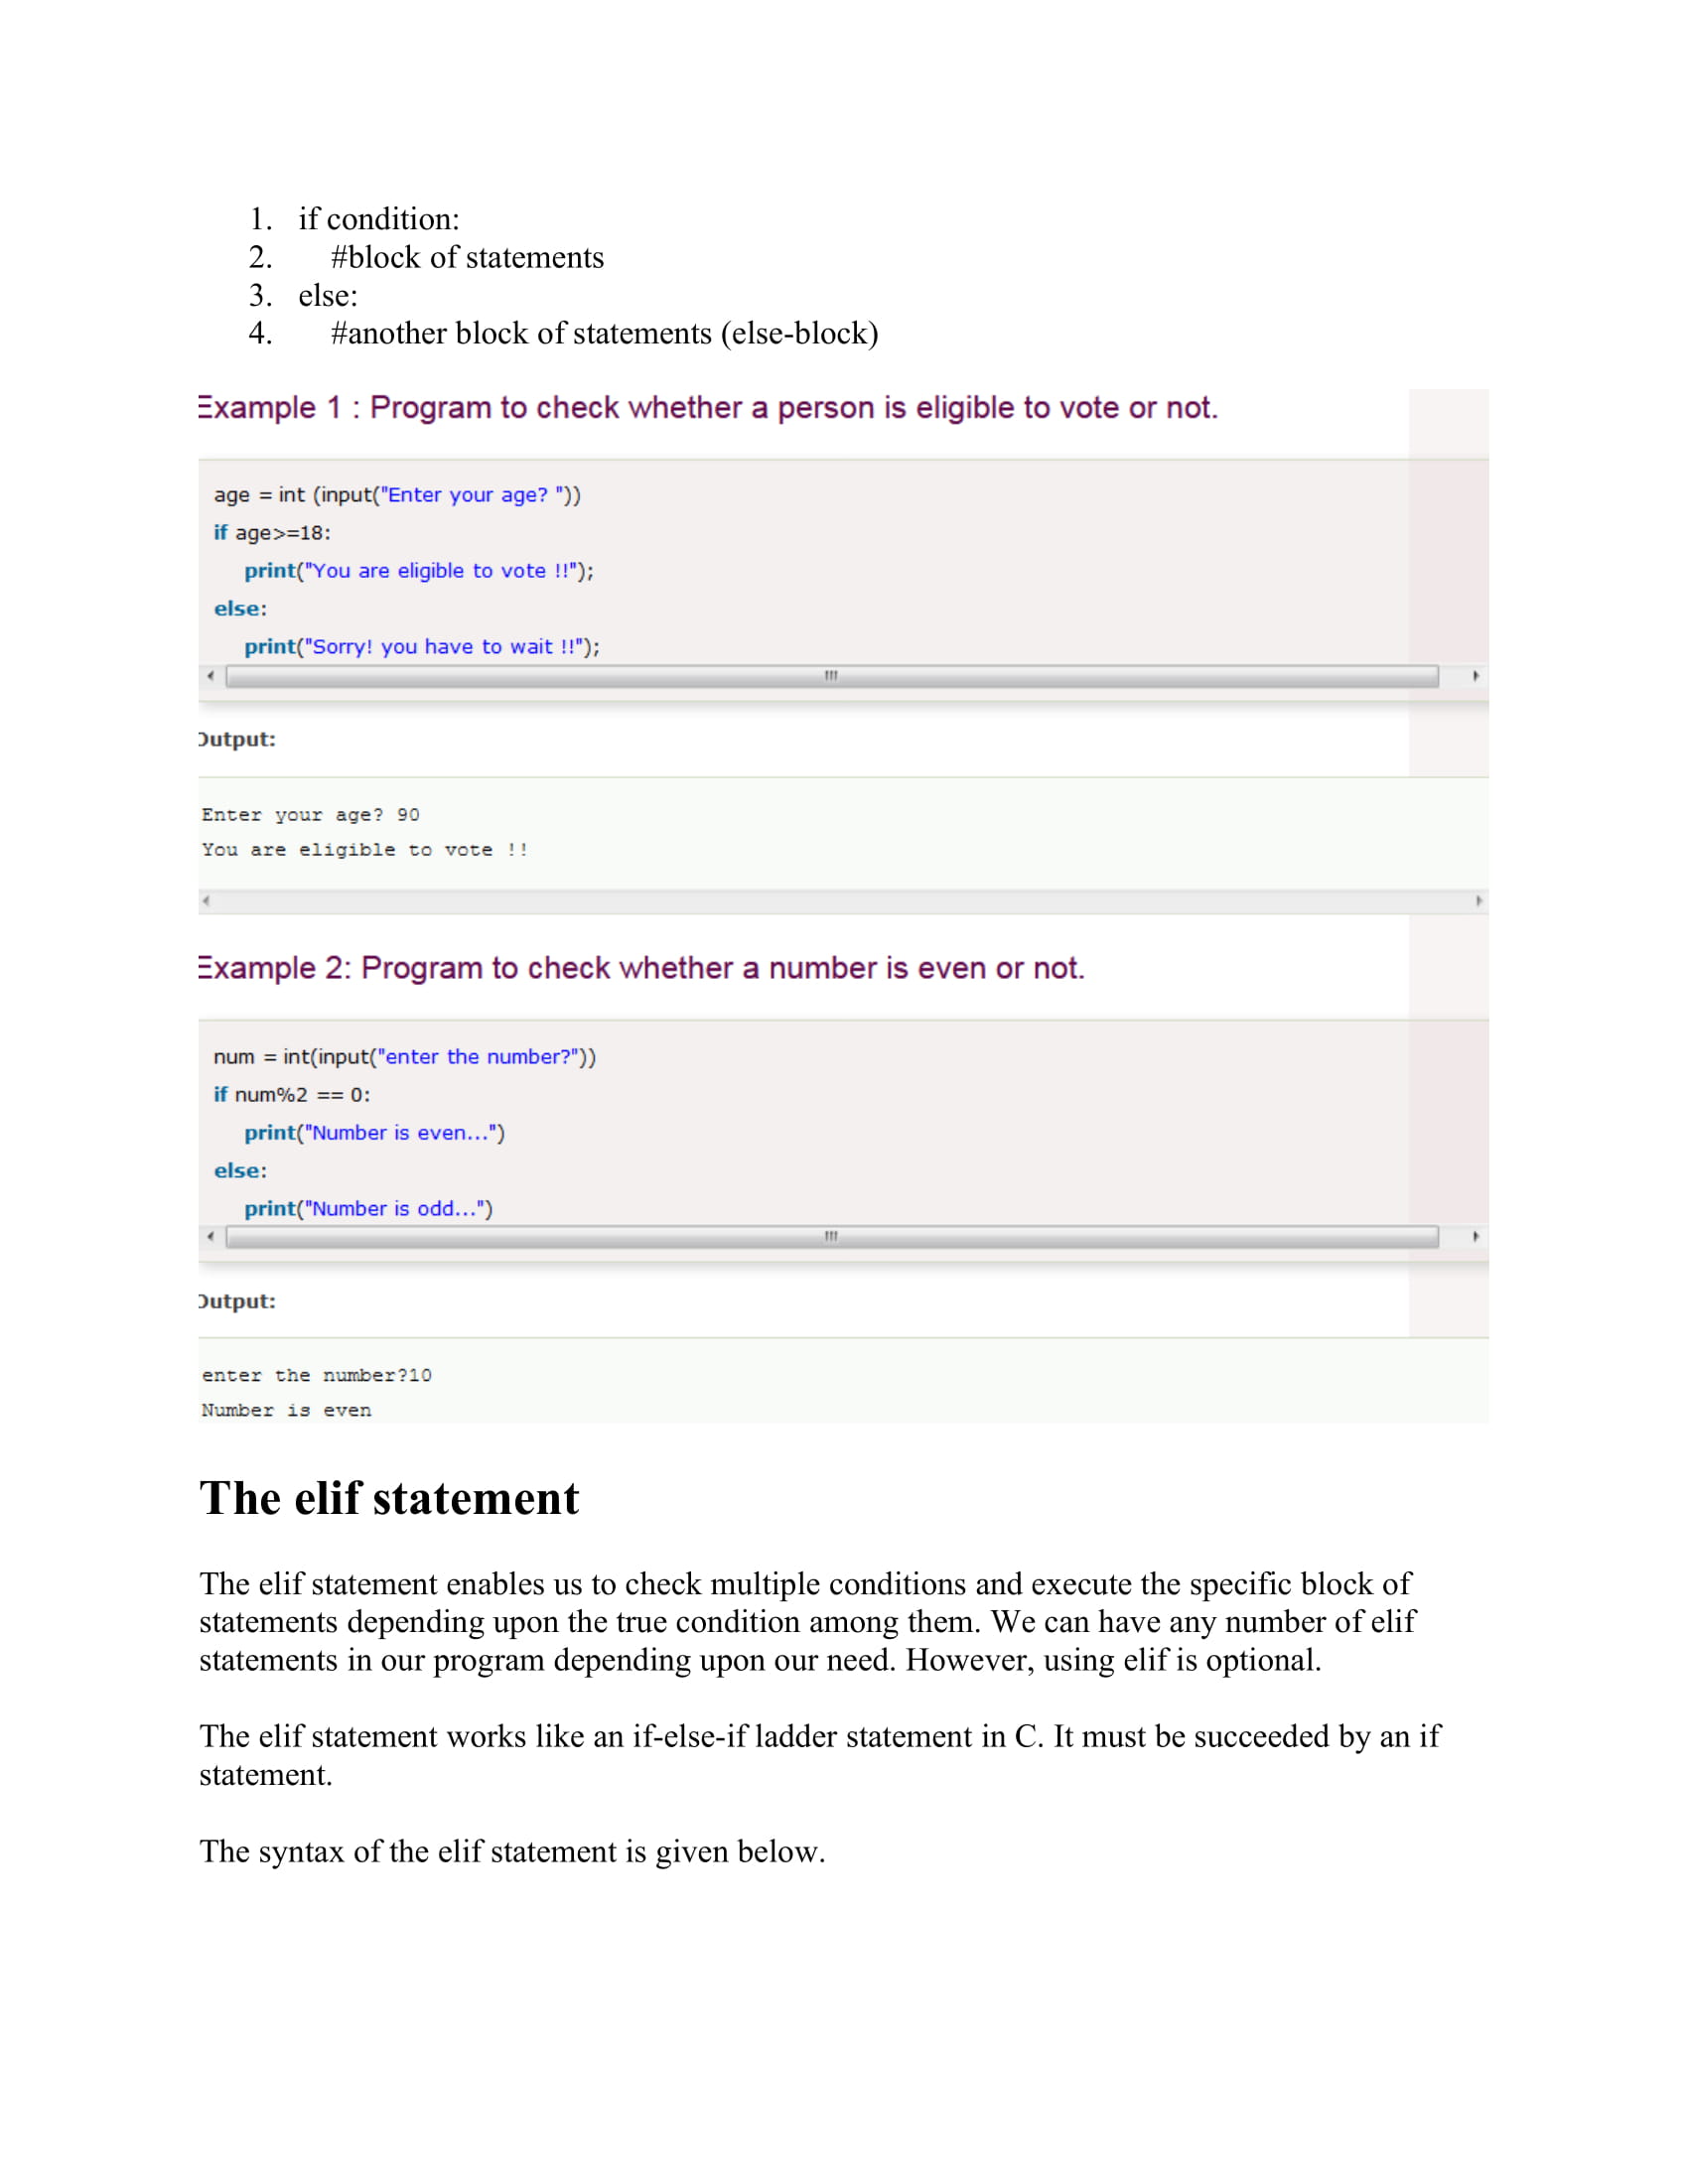 1. if condition:
2. #block of statements
3. else:
4. #another block of statements (else-block)
Example 1 : Program to check whether a person is eligible to vote or not.
age = int (input("Enter your age? "))
if age>=18:
print("You are eligible to vote !!");
else:
print("Sorry! you have to wait !!");
Output:
Enter your age? 90
You are eligible to vote !!
Example 2: Program to check whether a number is even or not.
num = int(input("enter the number?"))
if num%2 == 0:
print("Number is even...")
else:
print("Number is odd...")
Output:
enter the number?10
Number is even
The elif statement
The elif statement enables us to check multiple conditions and execute the specific block of
statements depending upon the true condition among them. We can have any number of elif
statements in our program depending upon our need. However, using elif is optional.
The elif statement works like an if-else-if ladder statement in C. It must be succeeded by an if
statement.
The syntax of the elif statement is given below.